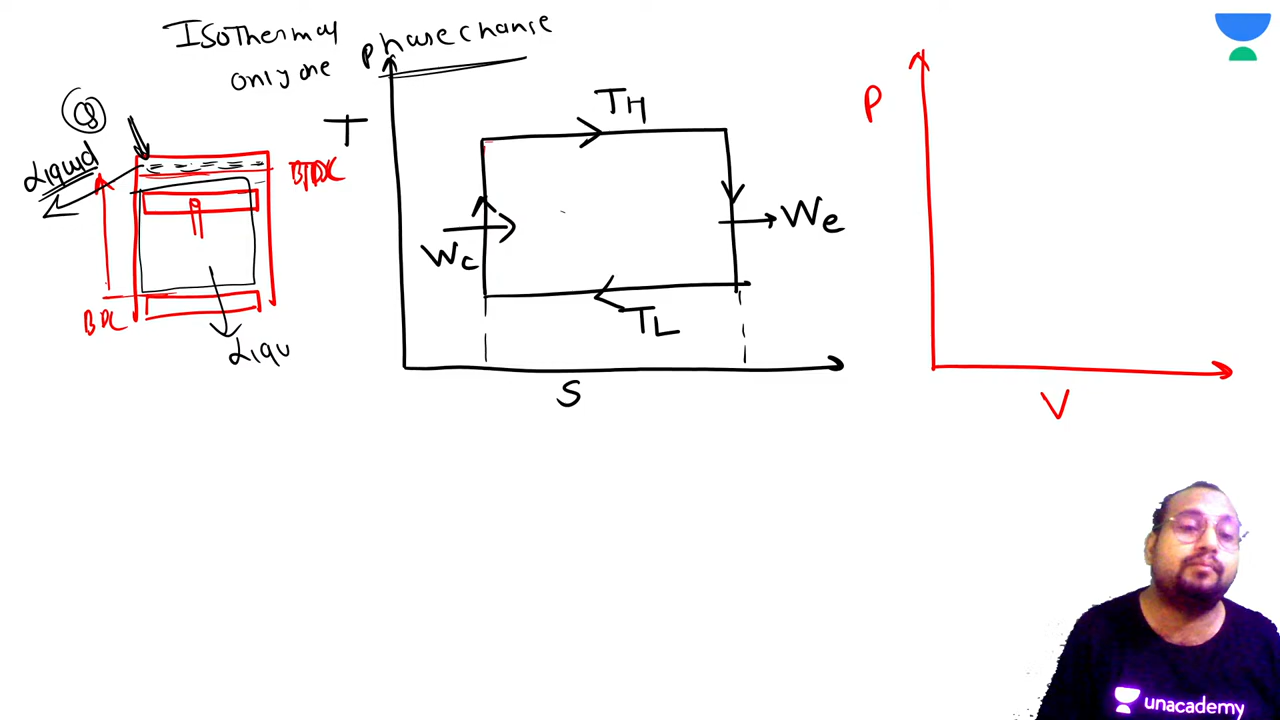 Isothermal
only one phase change
Q
Liquid
BTDC
BDC
Liqu
T
TH
Wc
We
TL
S
P
V
unacademy